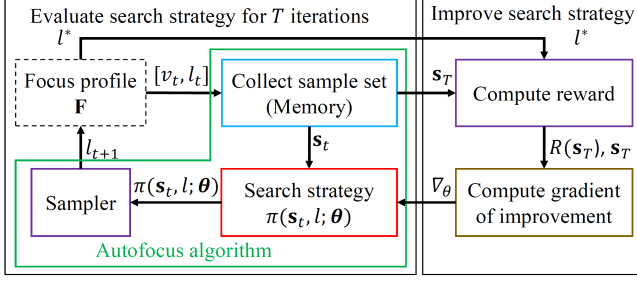 Evaluate search strategy for T iterations
Improve search strategy
l*
l*
Focus profile
F
[v_t, l_t]
Collect sample set
(Memory)
s_T
Compute reward
l_{t+1}
s_t
R(s_T), s_T
Sampler
π(s_t, l; θ)
Search strategy
π(s_t, l; θ)
∇_θ
Compute gradient
of improvement
Autofocus algorithm